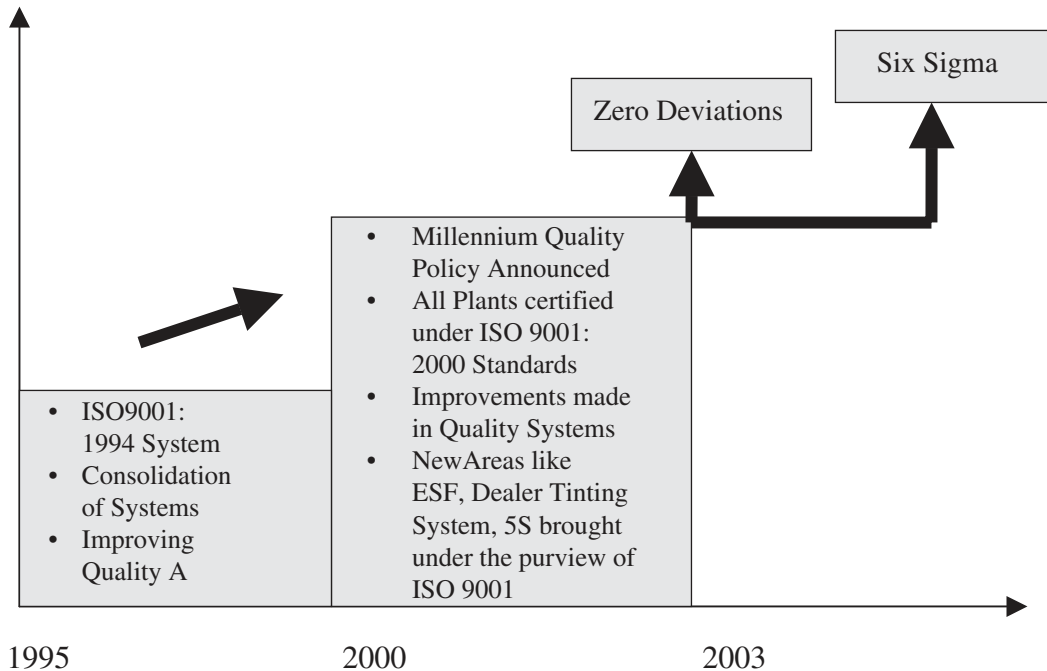 Six Sigma
Zero Deviations
• Millennium Quality
Policy Announced
• All Plants certified
under ISO 9001:
2000 Standards
• Improvements made
in Quality Systems
• NewAreas like
ESF, Dealer Tinting
System, 5S brought
under the purview of
ISO 9001
• ISO9001:
1994 System
• Consolidation
of Systems
• Improving
Quality A
1995 2000 2003